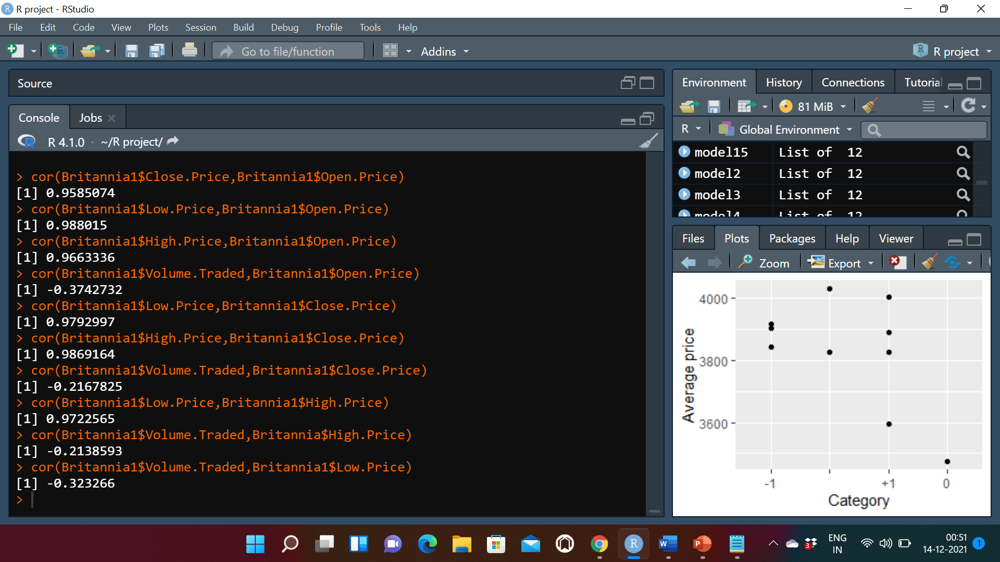 R project - RStudio
File Edit Code View Plots Session Build Debug Profile Tools Help
Go to file/function Addins R project
Source
Console Jobs
R 4.1.0 · ~/R project/
> cor(Britannia1$Close.Price,Britannia1$Open.Price)
[1] 0.9585074
> cor(Britannia1$Low.Price,Britannia1$Open.Price)
[1] 0.988015
> cor(Britannia1$High.Price,Britannia1$Open.Price)
[1] 0.9663336
> cor(Britannia1$Volume.Traded,Britannia1$Open.Price)
[1] -0.3742732
> cor(Britannia1$Low.Price,Britannia1$Close.Price)
[1] 0.9792997
> cor(Britannia1$High.Price,Britannia1$Close.Price)
[1] 0.9869164
> cor(Britannia1$Volume.Traded,Britannia1$Close.Price)
[1] -0.2167825
> cor(Britannia1$Low.Price,Britannia1$High.Price)
[1] 0.9722565
> cor(Britannia1$Volume.Traded,Britannia$High.Price)
[1] -0.2138593
> cor(Britannia1$Volume.Traded,Britannia1$Low.Price)
[1] -0.323266
>
Environment History Connections Tutorial
81 MiB
R Global Environment
model15 List of 12
model2 List of 12
model3 List of 12
model4 List of 12
Files Plots Packages Help Viewer
Zoom Export
4000
3800
3600
Average price
-1 +1 0
Category
ENG
IN
00:51
14-12-2021
1
3